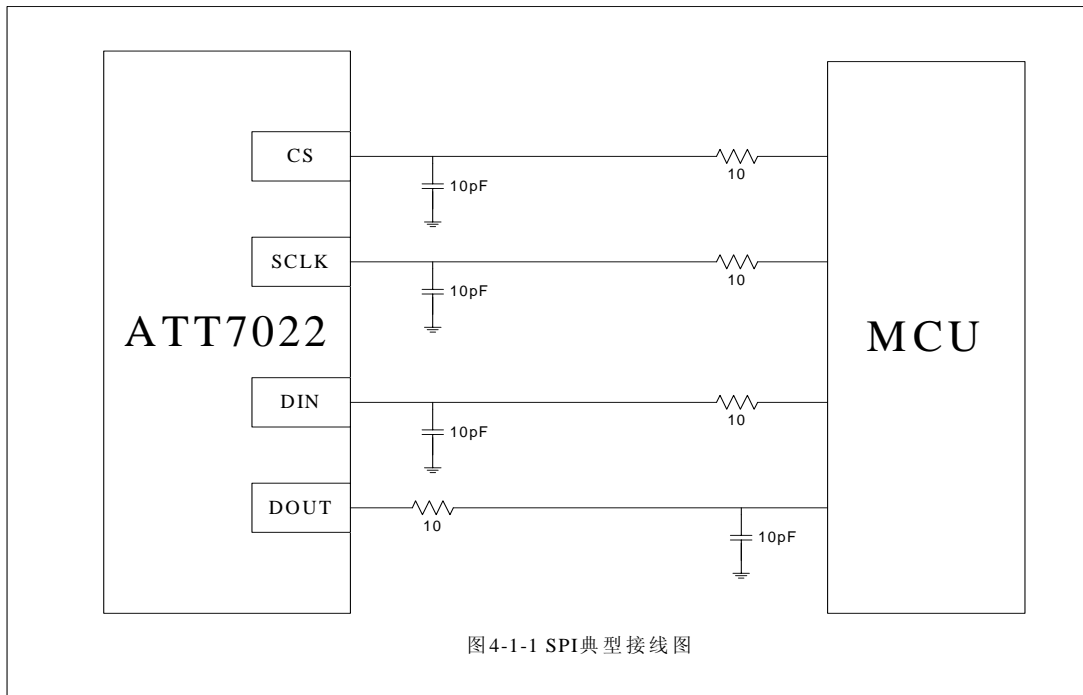 CS
10pF
10
SCLK
10pF
10
ATT7022
MCU
DIN
10pF
10
DOUT
10
10pF
图4-1-1 SPI典型接线图